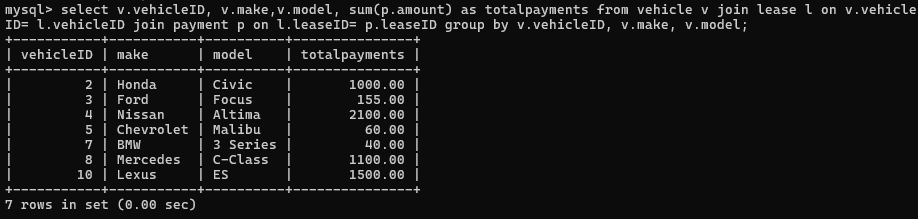 mysql> select v.vehicleID, v.make,v.model, sum(p.amount) as totalpayments from vehicle v join lease l on v.vehicle
ID= l.vehicleID join payment p on l.leaseID= p.leaseID group by v.vehicleID, v.make, v.model;
+-----------+-----------+----------+---------------+
| vehicleID | make      | model    | totalpayments |
+-----------+-----------+----------+---------------+
|         2 | Honda     | Civic    |       1000.00 |
|         3 | Ford      | Focus    |        155.00 |
|         4 | Nissan    | Altima   |       2100.00 |
|         5 | Chevrolet | Malibu   |         60.00 |
|         7 | BMW       | 3 Series |         40.00 |
|         8 | Mercedes  | C-Class  |       1100.00 |
|        10 | Lexus     | ES       |       1500.00 |
+-----------+-----------+----------+---------------+
7 rows in set (0.00 sec)